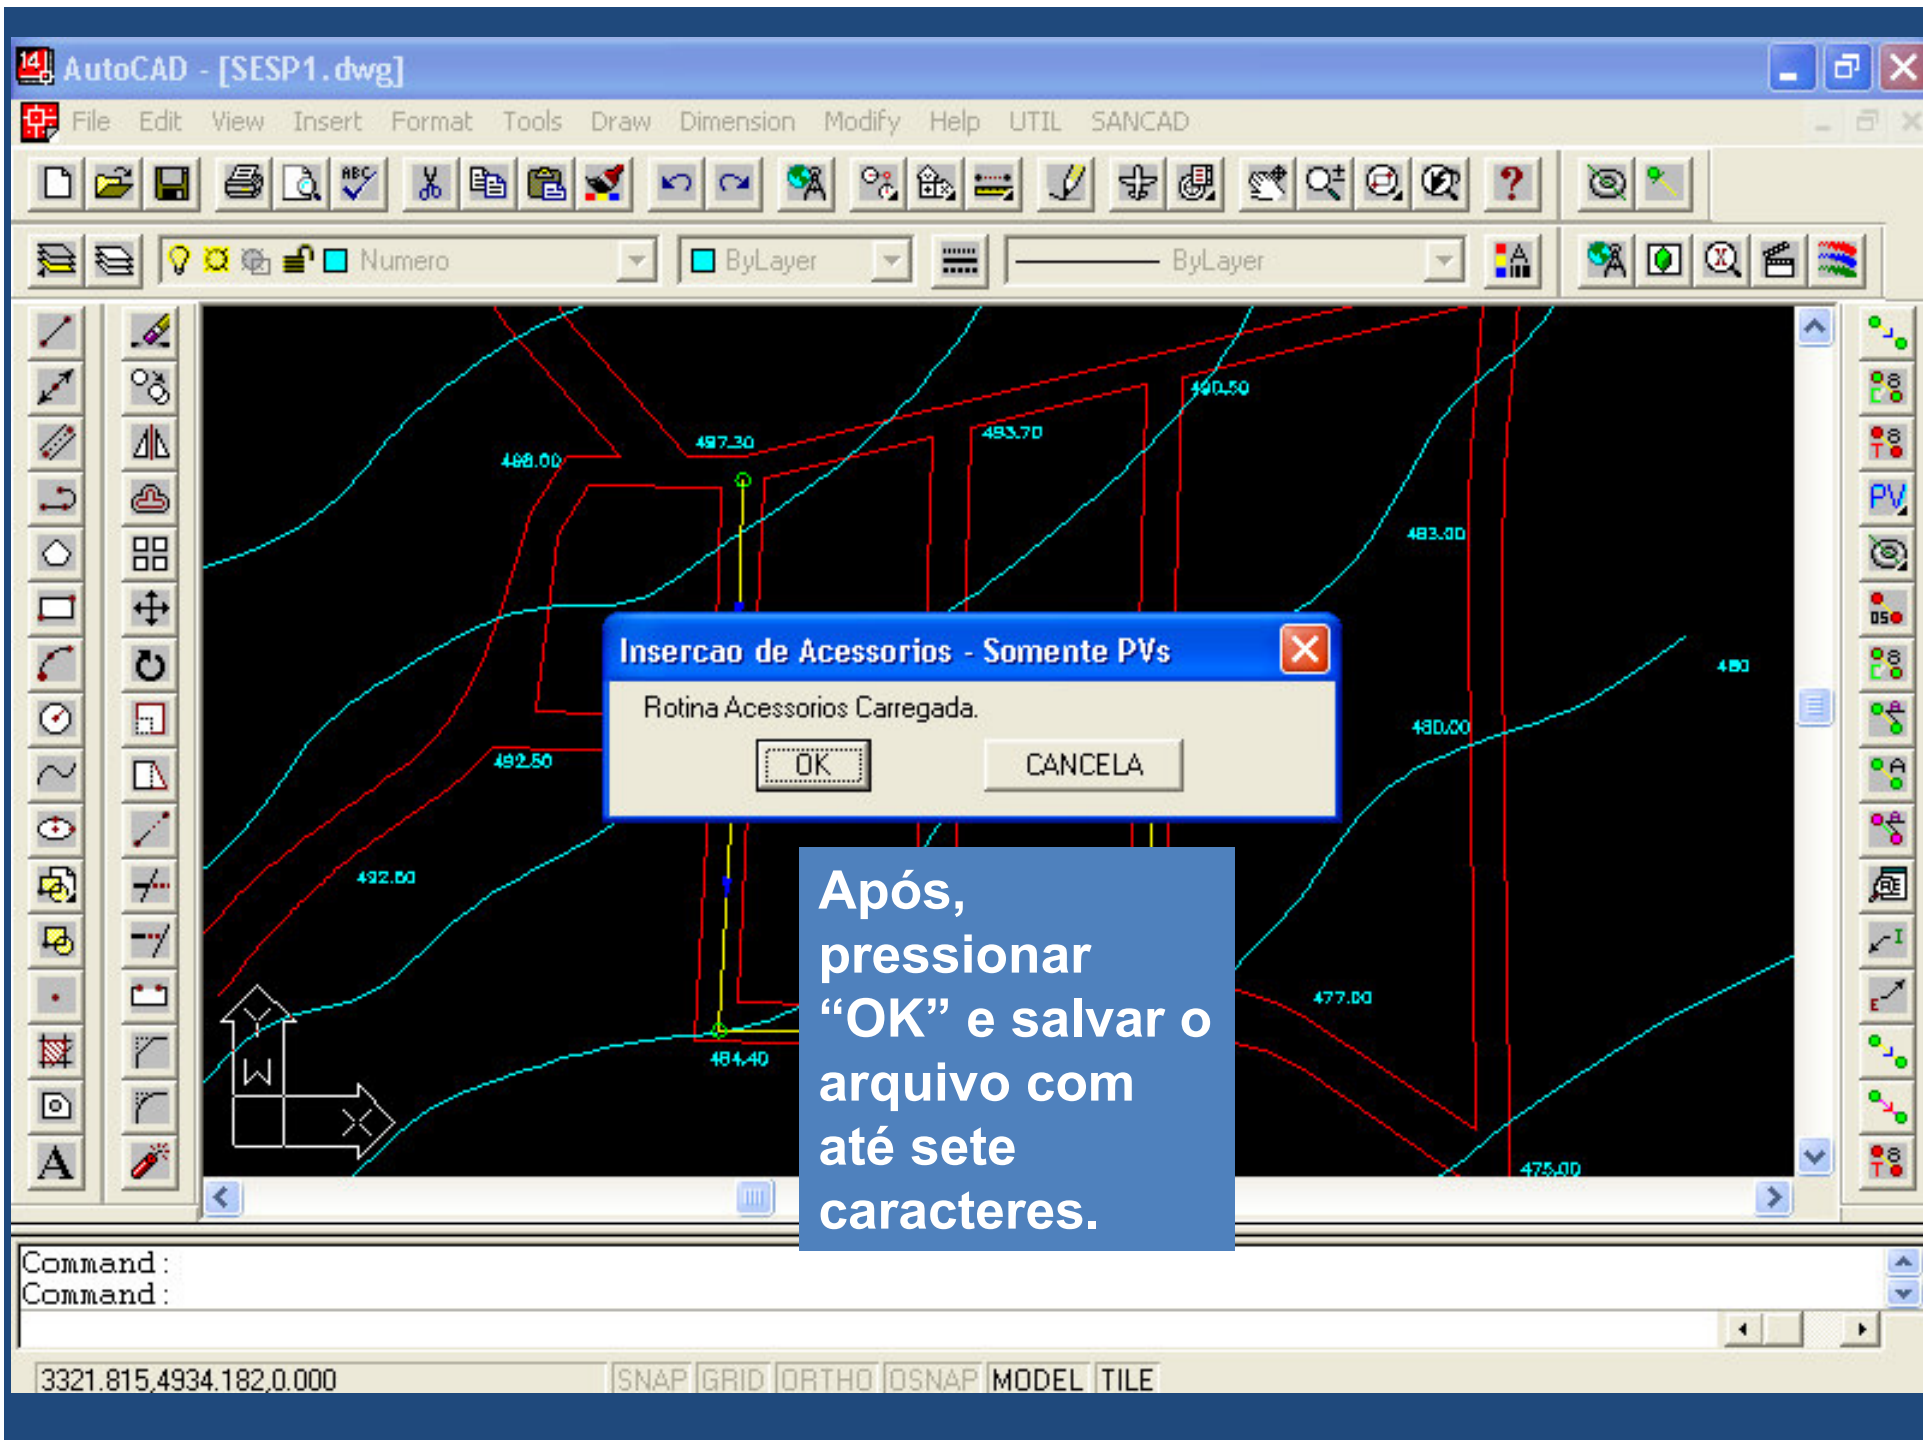 AutoCAD - [SESP1.dwg]
File Edit View Insert Format Tools Draw Dimension Modify Help UTIL SANCAD
Numero ByLayer ByLayer
490.50
497.30
493.70
498.00
483.00
480
480.00
492.50
492.80
477.00
484.40
475.00
Insercao de Acessorios - Somente PVs
Rotina Acessorios Carregada.
OK CANCELA
Após,
pressionar
“OK” e salvar o
arquivo com
até sete
caracteres.
Y
W
X
Command:
Command:
3321.815,4934.182,0.000 SNAP GRID ORTHO OSNAP MODEL TILE